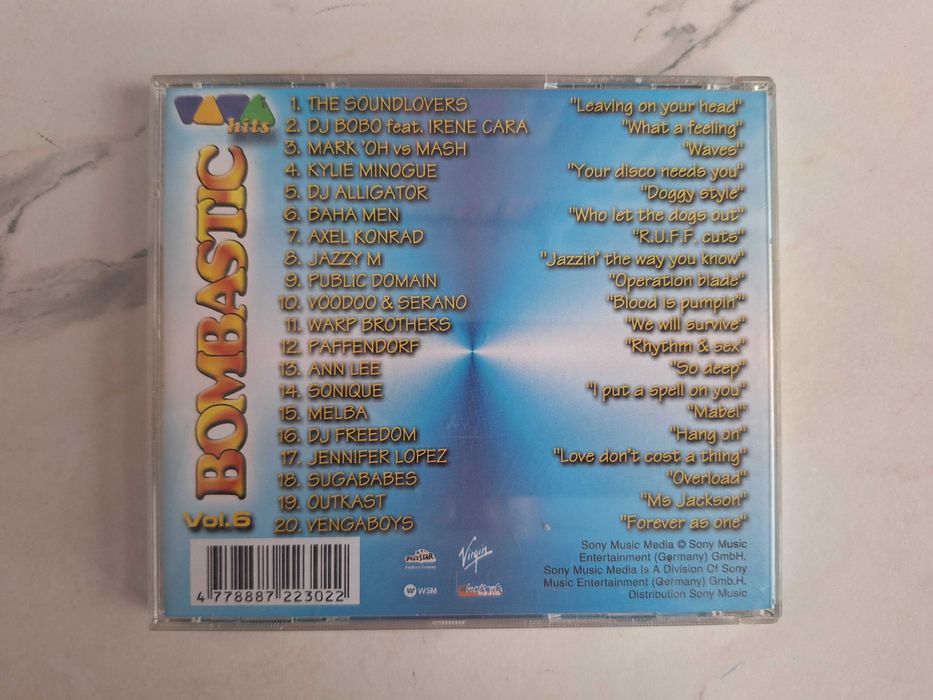 VIVA
hits
BOMBASTIC
Vol.6
1. THE SOUNDLOVERS "Leaving on your head"
2. DJ BOBO feat. IRENE CARA "What a feeling"
3. MARK 'OH vs MASH "Waves"
4. KYLIE MINOGUE "Your disco needs you"
5. DJ ALLIGATOR "Doggy style"
6. BAHA MEN "Who let the dogs out"
7. AXEL KONRAD "R.U.F.F. cuts"
8. JAZZY M "Jazzin' the way you know"
9. PUBLIC DOMAIN "Operation blade"
10. VOODOO & SERANO "Blood is pumpin'"
11. WARP BROTHERS "We will survive"
12. PAFFENDORF "Rhythm & sex"
13. ANN LEE "So deep"
14. SONIQUE "I put a spell on you"
15. MELBA "Mabel"
16. DJ FREEDOM "Hang on"
17. JENNIFER LOPEZ "Love don't cost a thing"
18. SUGABABES "Overload"
19. OUTKAST "Ms Jackson"
20. VENGABOYS "Forever as one"
4 778887 223022
POLYSTAR
Virgin
WSM
Sony Music Media © Sony Music
Entertainment (Germany) GmbH.
Sony Music Media Is A Division Of Sony
Music Entertainment (Germany) Gmb.H.
Distribution Sony Music